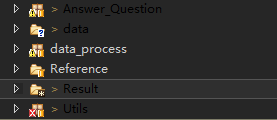 > Answer_Question
> data
data_process
Reference
> Result
> Utils